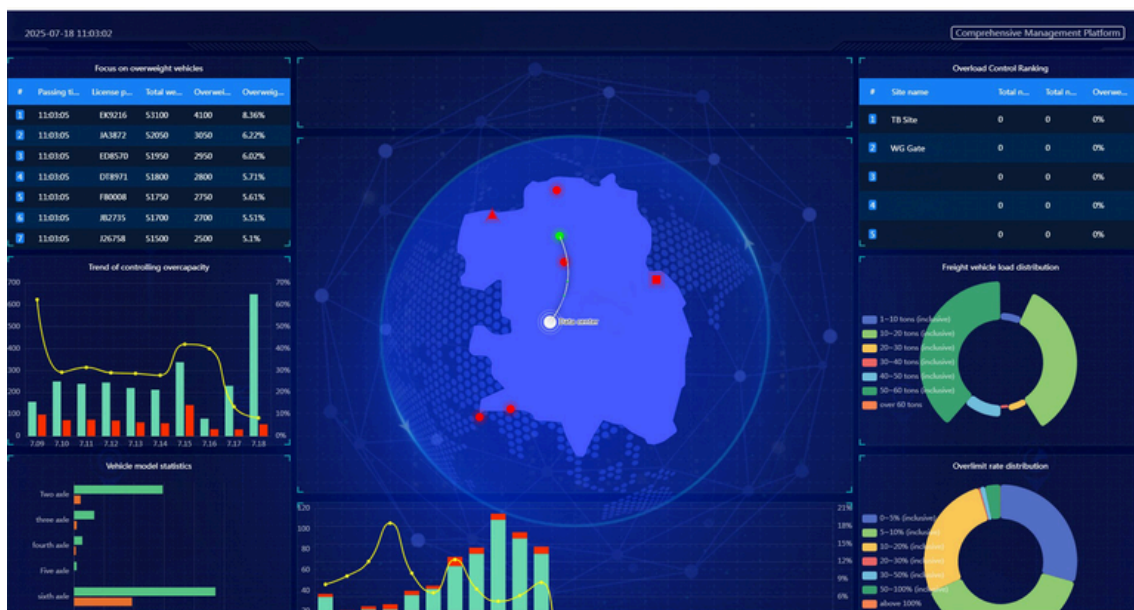 2025-07-18 11:03:02
Comprehensive Management Platform
Focus on overweight vehicles
# Passing ti... License p... Total we... Overwei... Overweig...
1 11:03:05 EK9216 53100 4100 8.36%
2 11:03:05 JA3872 52050 3050 6.22%
3 11:03:05 ED8570 51950 2950 6.02%
4 11:03:05 DT8971 51800 2800 5.71%
5 11:03:05 F80008 51750 2750 5.61%
6 11:03:05 JB2735 51700 2700 5.51%
7 11:03:05 J26758 51500 2500 5.1%
Trend of controlling overcapacity
700 70%
600 60%
500 50%
400 40%
300 30%
200 20%
100 10%
0 0%
7.09 7.10 7.11 7.12 7.13 7.14 7.15 7.16 7.17 7.18
Vehicle model statistics
Two axle
three axle
fourth axle
Five axle
sixth axle
Data center
120 21%
100 18%
80 15%
60 12%
40 9%
20 6%
Overload Control Ranking
# Site name Total n... Total n... Overwe...
1 TB Site 0 0 0%
2 WG Gate 0 0 0%
3 0 0 0%
4 0 0 0%
5 0 0 0%
Freight vehicle load distribution
1~10 tons (inclusive)
10~20 tons (inclusive)
20~30 tons (inclusive)
30~40 tons (inclusive)
40~50 tons (inclusive)
50~60 tons (inclusive)
over 60 tons
Overlimit rate distribution
0~5% (inclusive)
5~10% (inclusive)
10~20% (inclusive)
20~30% (inclusive)
30~50% (inclusive)
50~100% (inclusive)
above 100%